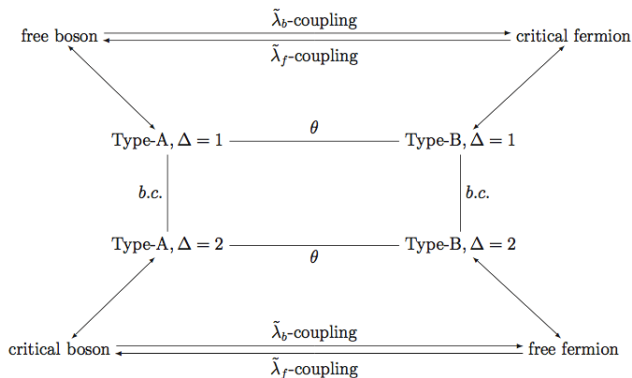 λ̃_b-coupling
free boson critical fermion
λ̃_f-coupling
θ
Type-A, Δ = 1 Type-B, Δ = 1
b.c. b.c.
Type-A, Δ = 2 Type-B, Δ = 2
θ
λ̃_b-coupling
critical boson free fermion
λ̃_f-coupling